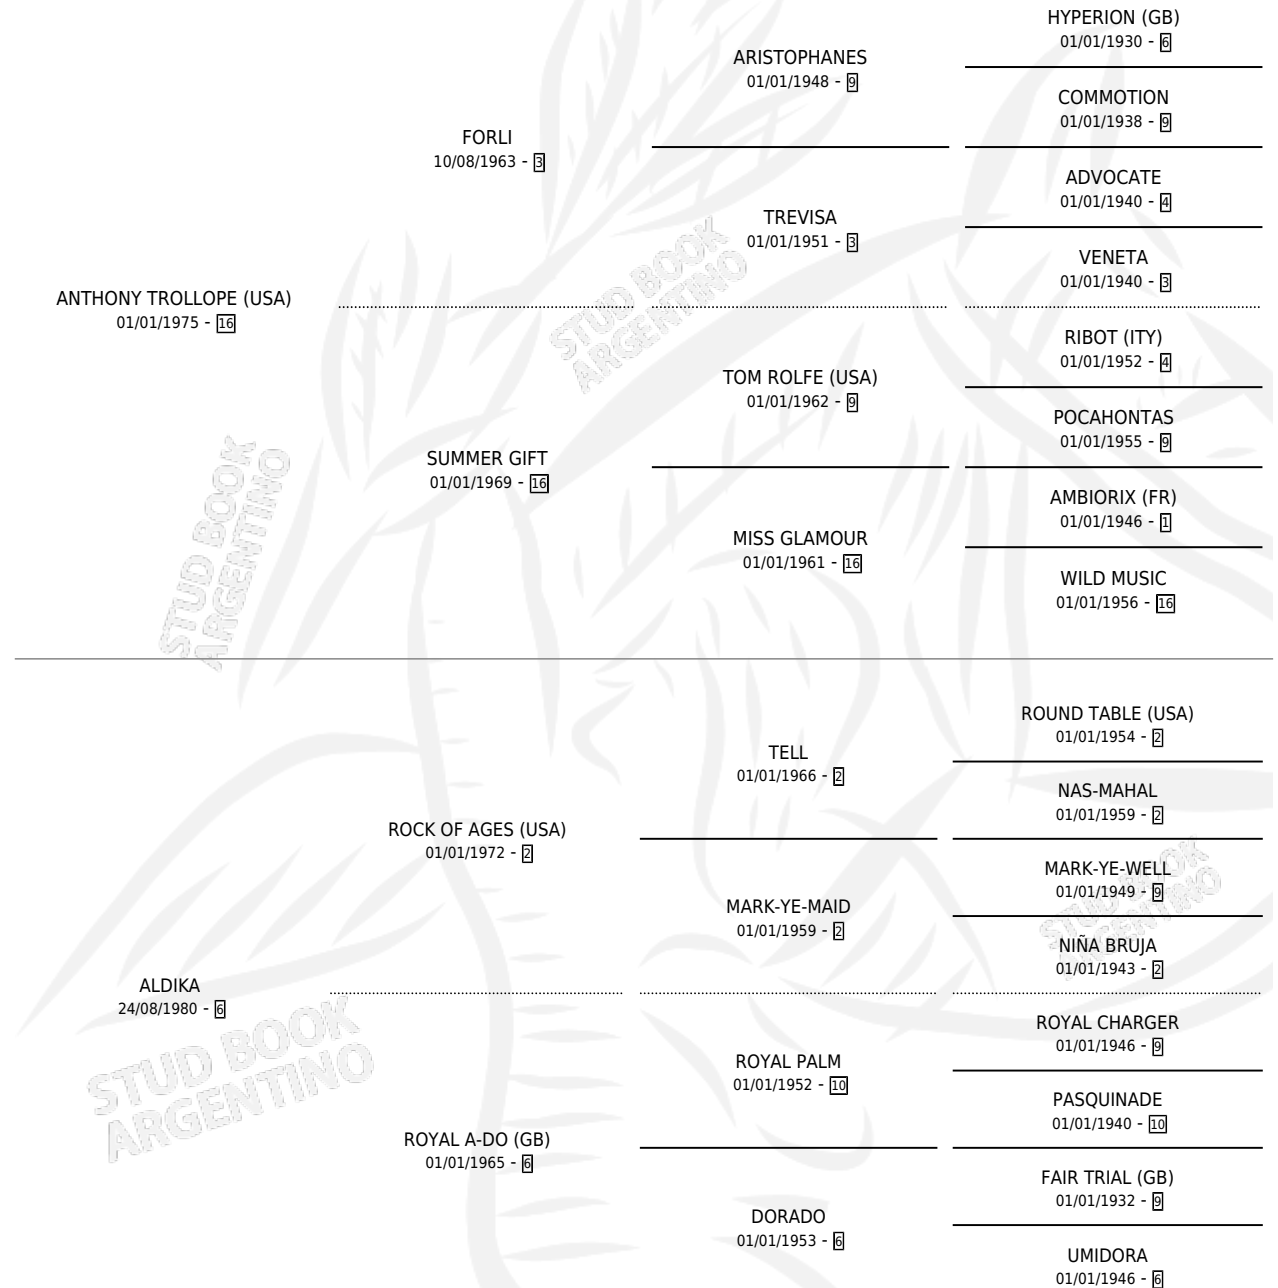 HYPERION (GB)
01/01/1930 - 6
ARISTOPHANES
01/01/1948 - 9
COMMOTION
01/01/1938 - 9
FORLI
10/08/1963 - 3
ADVOCATE
01/01/1940 - 4
TREVISA
01/01/1951 - 3
VENETA
01/01/1940 - 3
ANTHONY TROLLOPE (USA)
01/01/1975 - 16
RIBOT (ITY)
01/01/1952 - 4
TOM ROLFE (USA)
01/01/1962 - 9
POCAHONTAS
01/01/1955 - 9
SUMMER GIFT
01/01/1969 - 16
AMBIORIX (FR)
01/01/1946 - 1
MISS GLAMOUR
01/01/1961 - 16
WILD MUSIC
01/01/1956 - 16
ROUND TABLE (USA)
01/01/1954 - 2
TELL
01/01/1966 - 2
NAS-MAHAL
01/01/1959 - 2
ROCK OF AGES (USA)
01/01/1972 - 2
MARK-YE-WELL
01/01/1949 - 9
MARK-YE-MAID
01/01/1959 - 2
NIÑA BRUJA
01/01/1943 - 2
ALDIKA
24/08/1980 - 6
ROYAL CHARGER
01/01/1946 - 9
ROYAL PALM
01/01/1952 - 10
PASQUINADE
01/01/1940 - 10
ROYAL A-DO (GB)
01/01/1965 - 6
FAIR TRIAL (GB)
01/01/1932 - 9
DORADO
01/01/1953 - 6
UMIDORA
01/01/1946 - 6
STUD BOOK
ARGENTINO
STUD BOOK
ARGENTINO
STUD BOOK
ARGENTINO
STUD BOOK
ARGENTINO